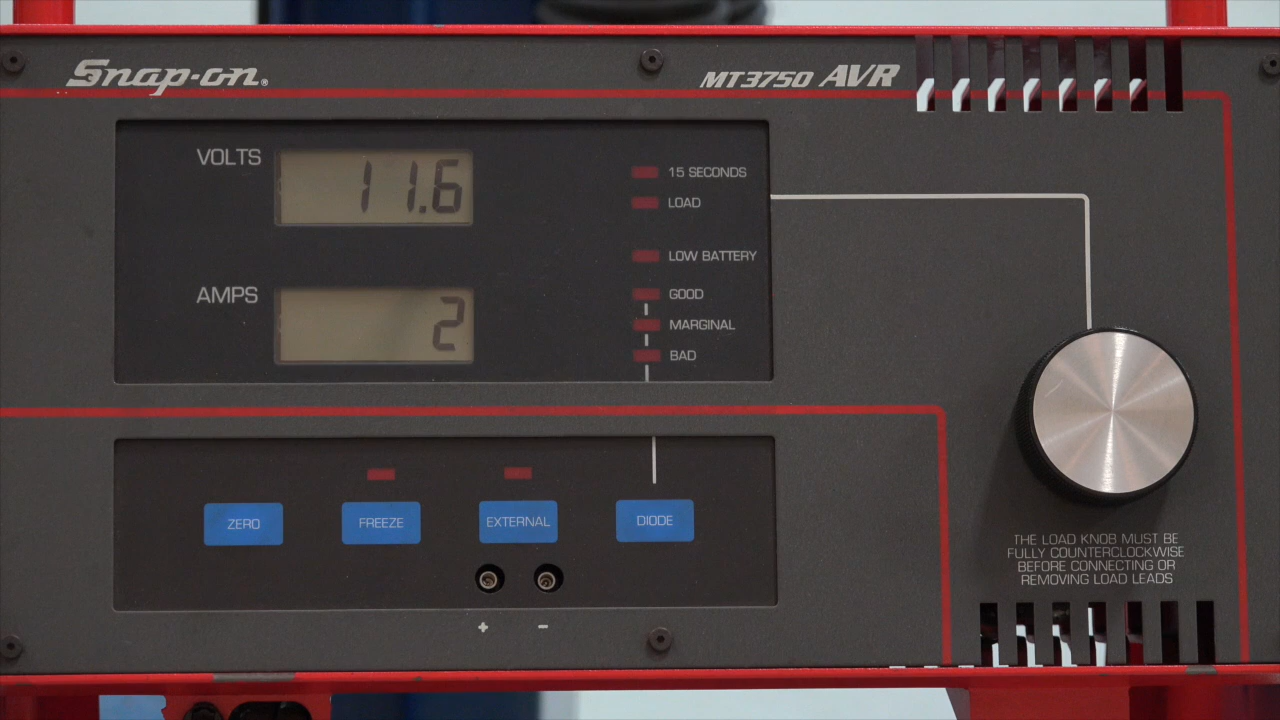 Snap-on®
MT3750 AVR
VOLTS
11.6
15 SECONDS
LOAD
LOW BATTERY
AMPS
2
GOOD
MARGINAL
BAD
ZERO
FREEZE
EXTERNAL
DIODE
+ -
THE LOAD KNOB MUST BE
FULLY COUNTERCLOCKWISE
BEFORE CONNECTING OR
REMOVING LOAD LEADS